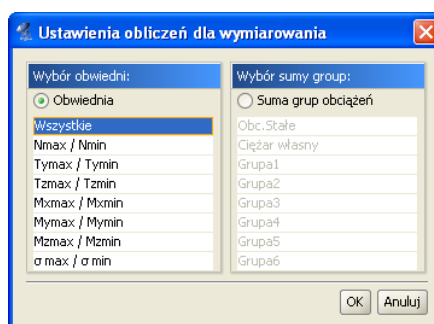 Ustawienia obliczeń dla wymiarowania
Wybór obwiedni:
Obwiednia
Wszystkie
Nmax / Nmin
Tymax / Tymin
Tzmax / Tzmin
Mxmax / Mxmin
Mymax / Mymin
Mzmax / Mzmin
σ max / σ min
Wybór sumy group:
Suma grup obciążeń
Obc.Stałe
Ciężar własny
Grupa1
Grupa2
Grupa3
Grupa4
Grupa5
Grupa6
OK
Anuluj